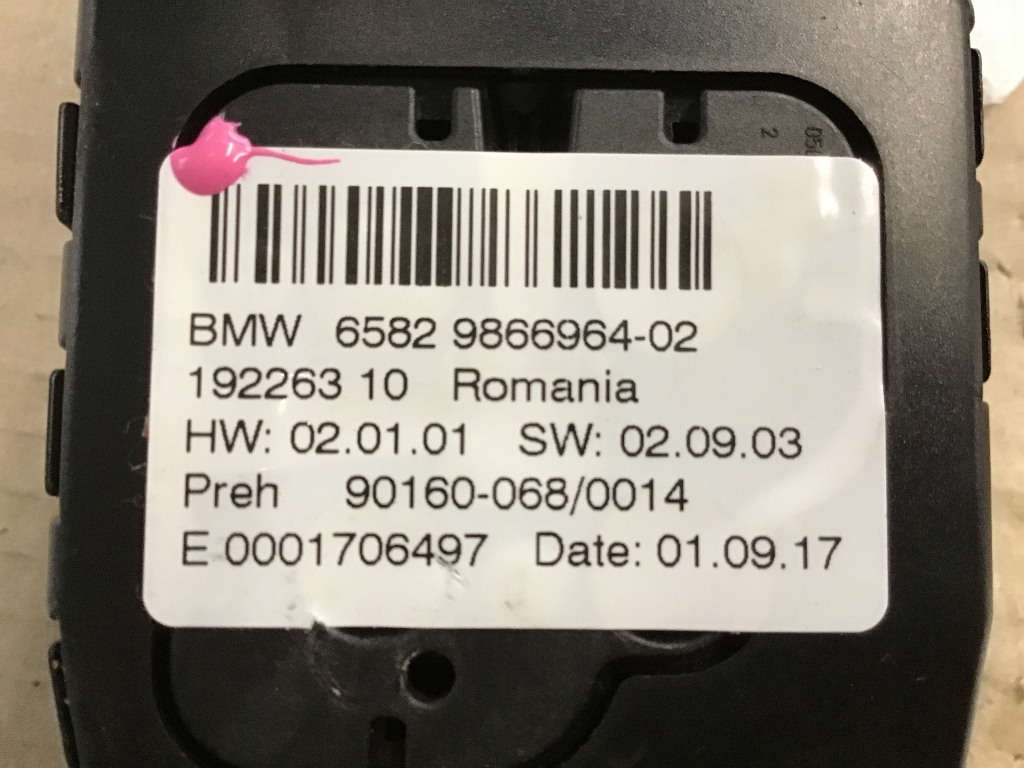 2
BMW 6582 9866964-02
192263 10 Romania
HW: 02.01.01 SW: 02.09.03
Preh 90160-068/0014
E 0001706497 Date: 01.09.17